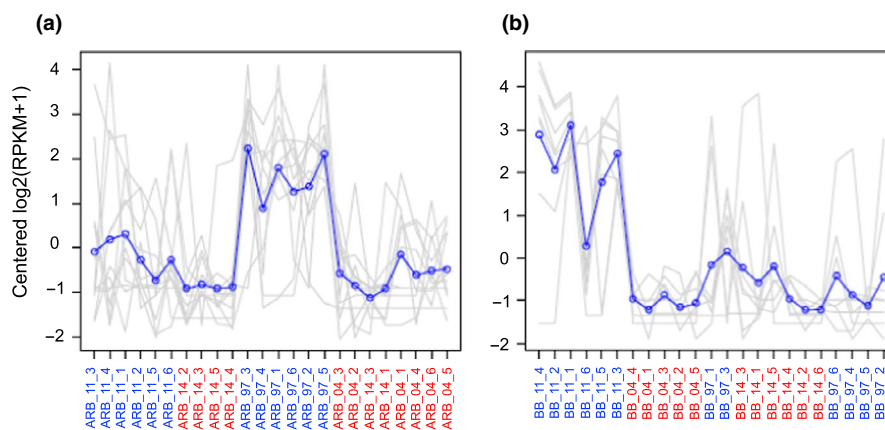 (a)
Centered log2(RPKM+1)
4
3
2
1
0
−1
−2
ARB_11_3
ARB_11_4
ARB_11_1
ARB_11_2
ARB_11_5
ARB_11_6
ARB_14_2
ARB_14_3
ARB_14_5
ARB_14_4
ARB_97_3
ARB_97_4
ARB_97_1
ARB_97_6
ARB_97_2
ARB_97_5
ARB_04_3
ARB_04_2
ARB_14_3
ARB_14_1
ARB_04_1
ARB_04_4
ARB_04_6
ARB_04_5
(b)
4
3
2
1
0
−1
−2
BB_11_4
BB_11_2
BB_11_1
BB_11_6
BB_11_5
BB_11_3
BB_04_4
BB_04_1
BB_04_3
BB_04_2
BB_04_5
BB_97_1
BB_97_3
BB_14_3
BB_14_1
BB_14_5
BB_14_4
BB_14_2
BB_14_6
BB_97_6
BB_97_4
BB_97_5
BB_97_2